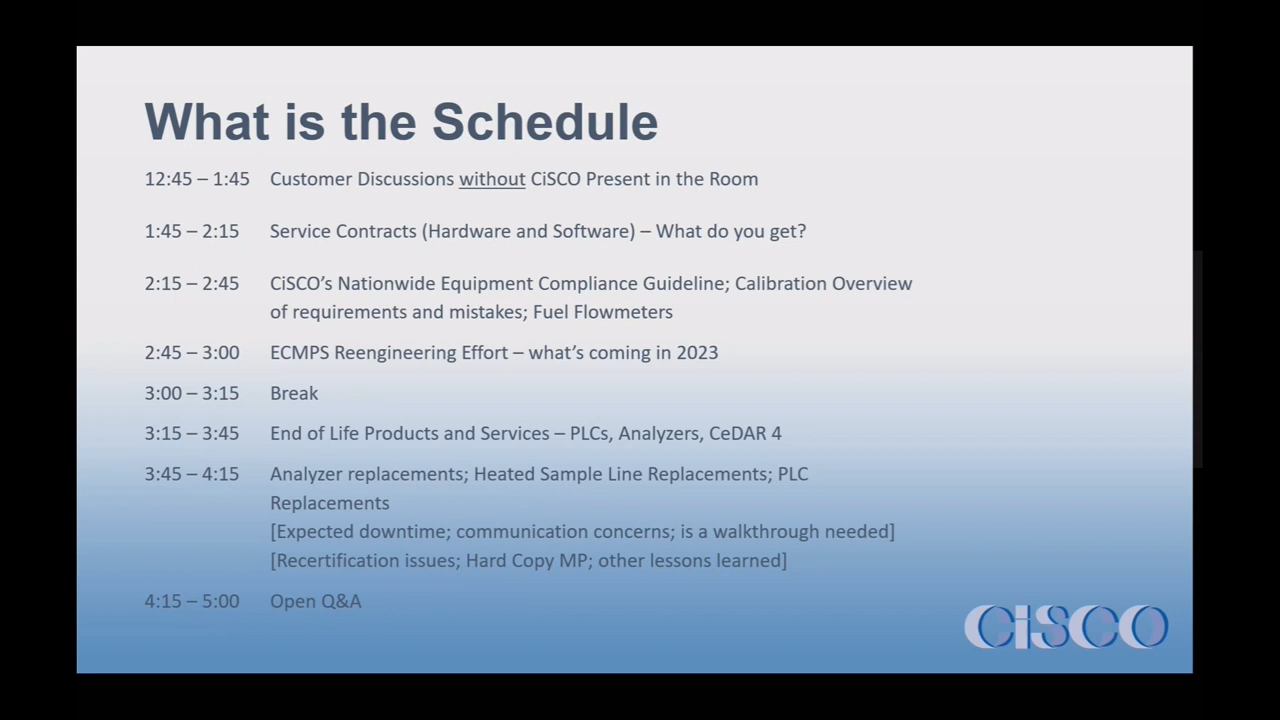 What is the Schedule
12:45 – 1:45 Customer Discussions without CiSCO Present in the Room
1:45 – 2:15 Service Contracts (Hardware and Software) – What do you get?
2:15 – 2:45 CiSCO’s Nationwide Equipment Compliance Guideline; Calibration Overview
of requirements and mistakes; Fuel Flowmeters
2:45 – 3:00 ECMPS Reengineering Effort – what’s coming in 2023
3:00 – 3:15 Break
3:15 – 3:45 End of Life Products and Services – PLCs, Analyzers, CeDAR 4
3:45 – 4:15 Analyzer replacements; Heated Sample Line Replacements; PLC
Replacements
[Expected downtime; communication concerns; is a walkthrough needed]
[Recertification issues; Hard Copy MP; other lessons learned]
4:15 – 5:00 Open Q&A
CiSCO